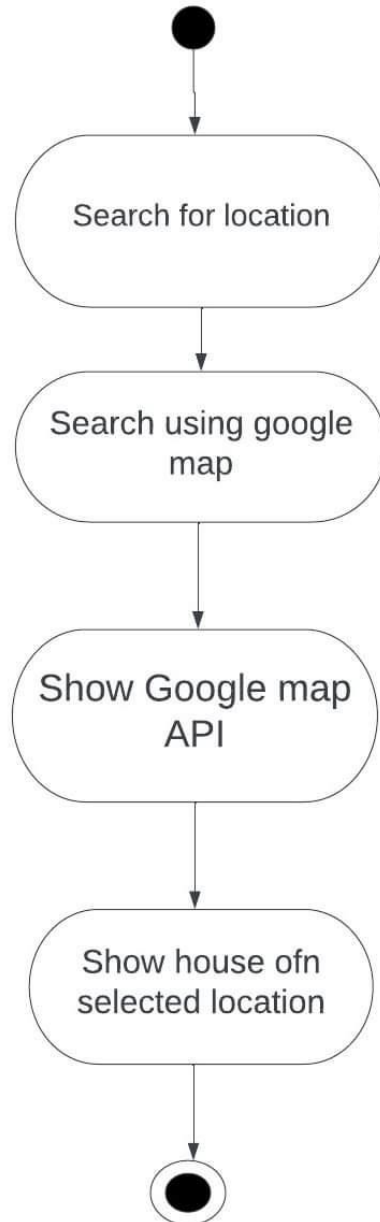 Search for location
Search using google
map
Show Google map
API
Show house ofn
selected location